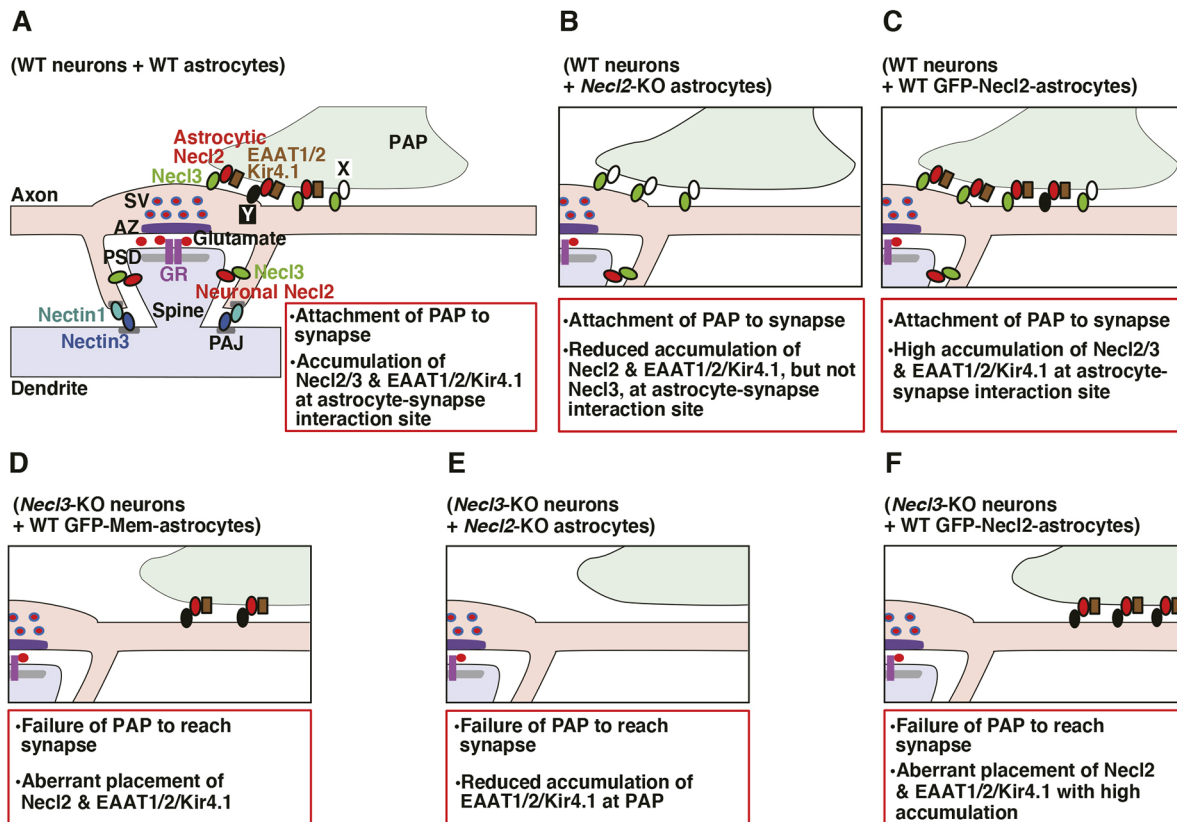 A
(WT neurons + WT astrocytes)
Astrocytic
Necl2
EAAT1/2
Kir4.1
PAP
Necl3
X
Axon
SV
Y
AZ
Glutamate
PSD
GR
Necl3
Neuronal Necl2
Nectin1
Spine
Nectin3
PAJ
Dendrite
•Attachment of PAP to
synapse
•Accumulation of
Necl2/3 & EAAT1/2/Kir4.1
at astrocyte-synapse
interaction site
B
(WT neurons
+ Necl2-KO astrocytes)
•Attachment of PAP to synapse
•Reduced accumulation of
Necl2 & EAAT1/2/Kir4.1, but not
Necl3, at astrocyte-synapse
interaction site
C
(WT neurons
+ WT GFP-Necl2-astrocytes)
•Attachment of PAP to synapse
•High accumulation of Necl2/3
& EAAT1/2/Kir4.1 at astrocyte-
synapse interaction site
D
(Necl3-KO neurons
+ WT GFP-Mem-astrocytes)
•Failure of PAP to reach
synapse
•Aberrant placement of
Necl2 & EAAT1/2/Kir4.1
E
(Necl3-KO neurons
+ Necl2-KO astrocytes)
•Failure of PAP to reach
synapse
•Reduced accumulation of
EAAT1/2/Kir4.1 at PAP
F
(Necl3-KO neurons
+ WT GFP-Necl2-astrocytes)
•Failure of PAP to reach
synapse
•Aberrant placement of Necl2
& EAAT1/2/Kir4.1 with high
accumulation